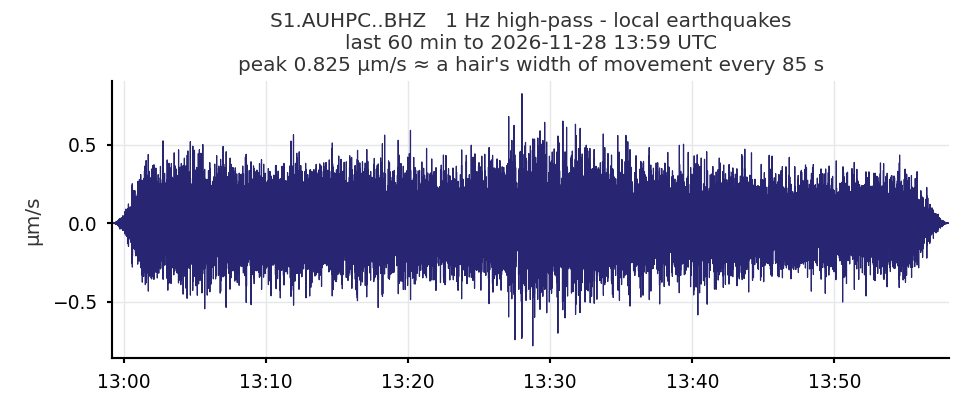 S1.AUHPC..BHZ   1 Hz high-pass - local earthquakes
last 60 min to 2026-11-28 13:59 UTC
peak 0.825 µm/s ≈ a hair's width of movement every 85 s
0.5
0.0
−0.5
µm/s
13:00 13:10 13:20 13:30 13:40 13:50